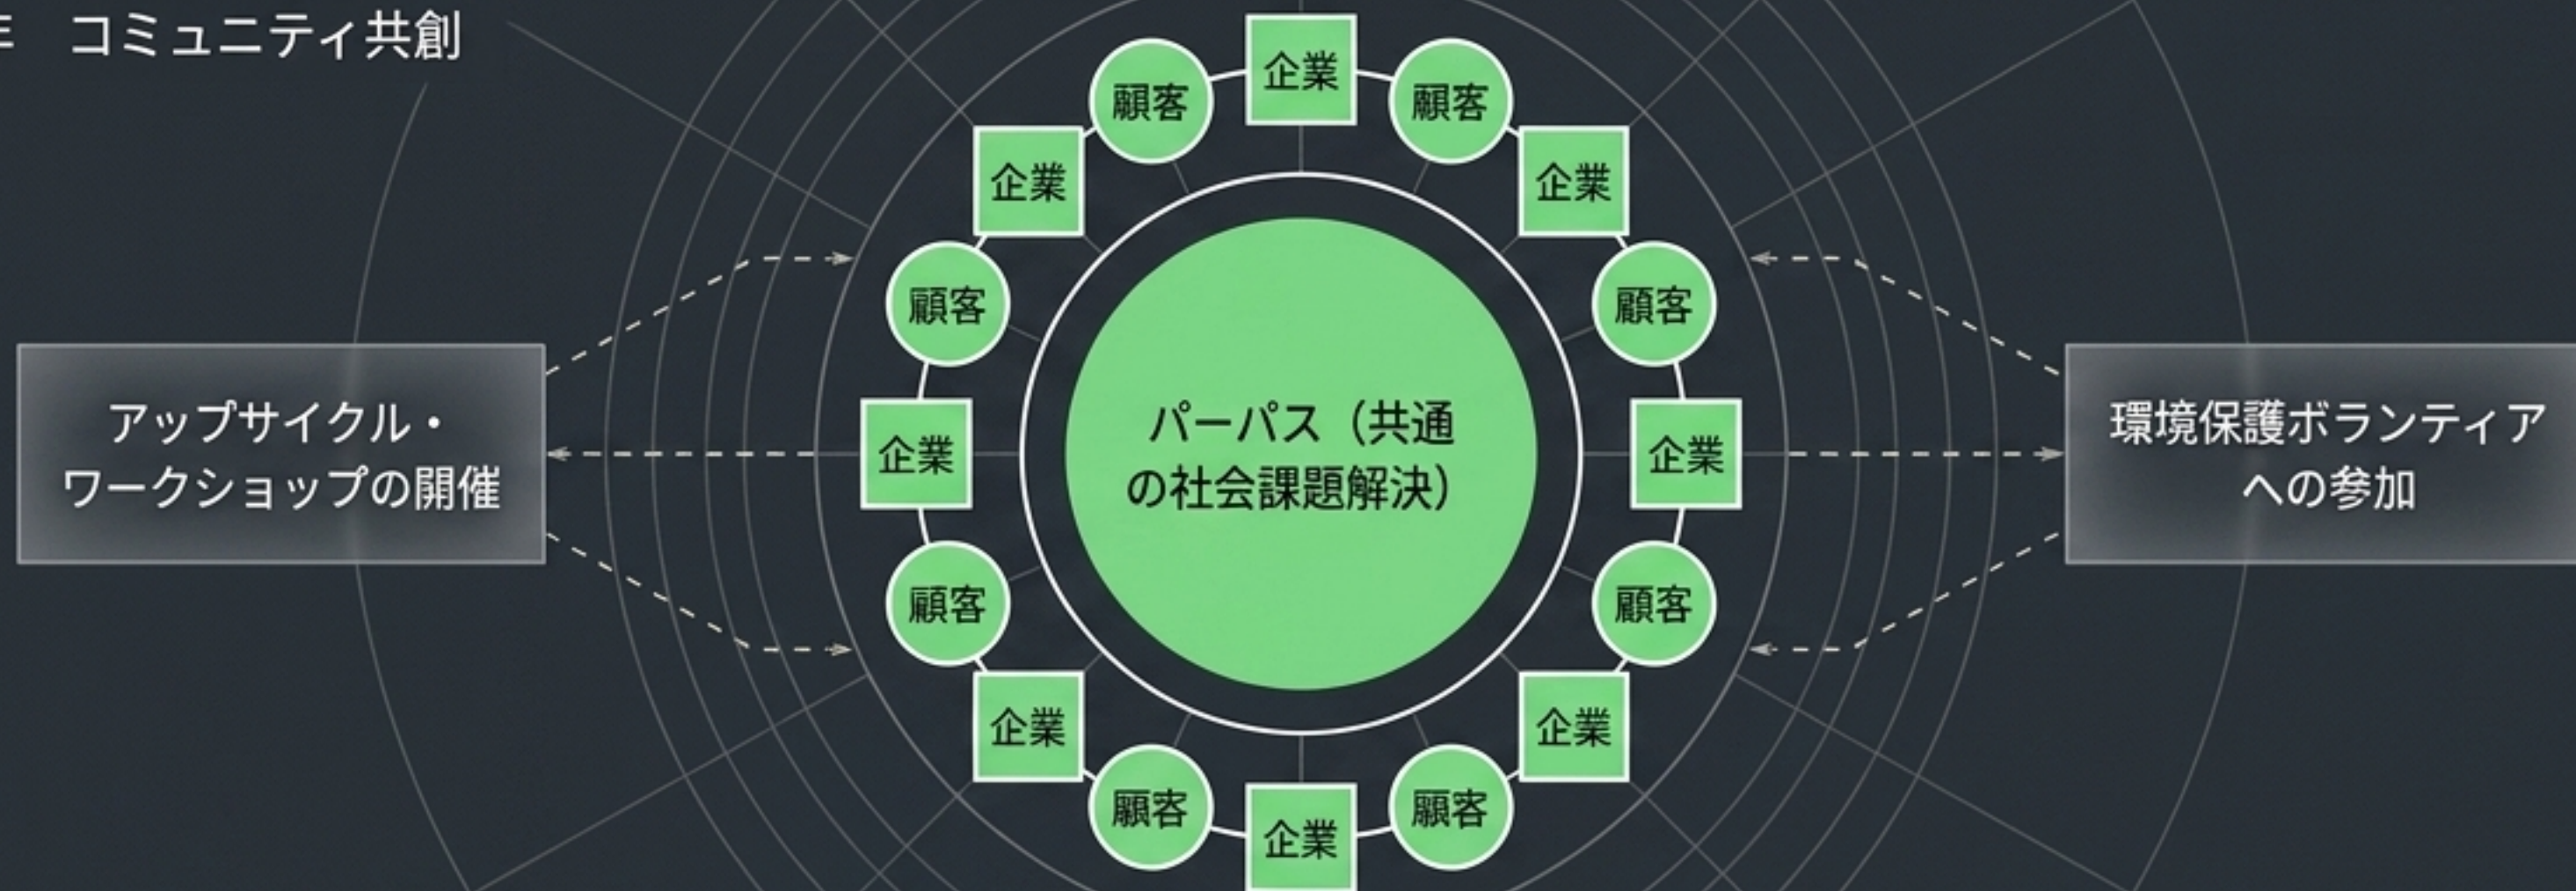 コミュニティ共創
企業
顧客
顧客
企業
企業
顧客
顧客
アップサイクル・
ワークショップの開催
企業
パーパス（共通
の社会課題解決）
企業
環境保護ボランティア
への参加
顧客
顧客
企業
企業
顧客
顧客
企業